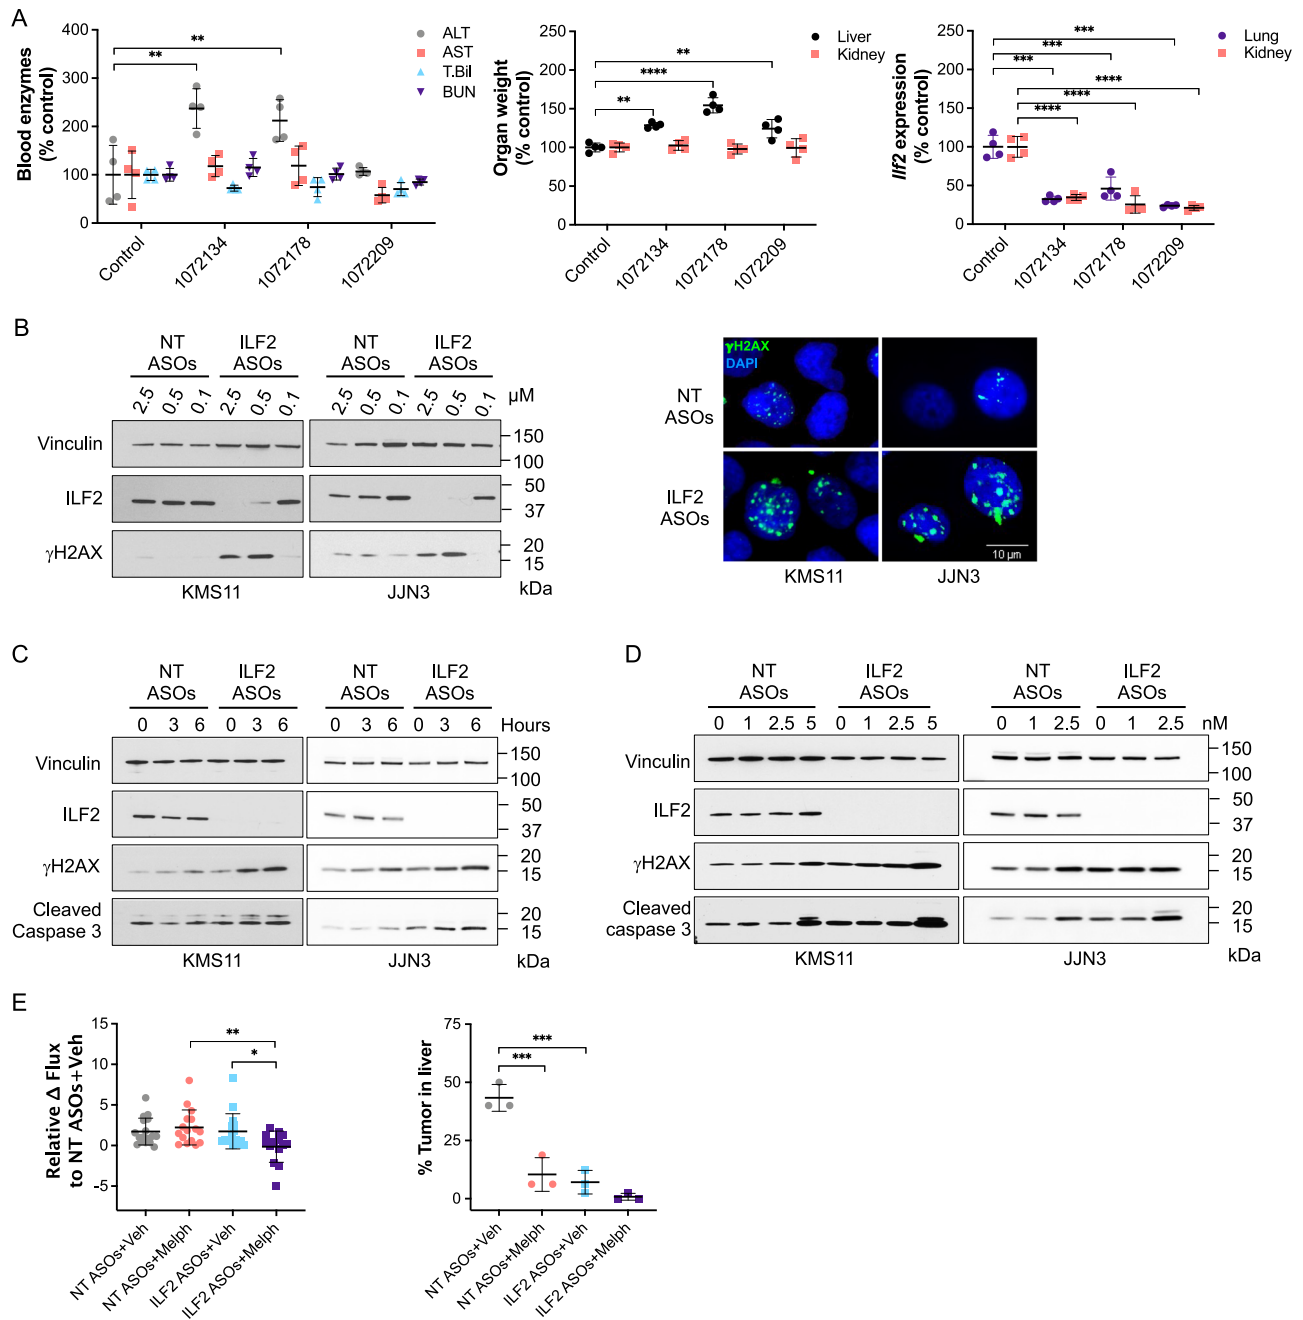 A
Blood enzymes
(% control)
400
300
200
100
0
**
**
ALT
AST
T.Bil
BUN
Control
1072134
1072178
1072209
Organ weight
(% control)
250
200
150
100
50
0
**
****
**
Liver
Kidney
Control
1072134
1072178
1072209
Ilf2 expression
(% control)
250
200
150
100
50
0
***
***
***
****
****
****
Lung
Kidney
Control
1072134
1072178
1072209
B
NT ASOs
ILF2 ASOs
NT ASOs
ILF2 ASOs
2.5 0.5 0.1 2.5 0.5 0.1 2.5 0.5 0.1 2.5 0.5 0.1 µM
Vinculin
150
100
ILF2
50
37
γH2AX
20
15
KMS11
JJN3
kDa
γH2AX
DAPI
NT ASOs
ILF2 ASOs
10 µm
KMS11
JJN3
C
NT ASOs
ILF2 ASOs
NT ASOs
ILF2 ASOs
0 3 6 0 3 6 0 3 6 0 3 6 Hours
Vinculin
150
100
ILF2
50
37
γH2AX
20
15
Cleaved
Caspase 3
20
15
KMS11
JJN3
kDa
D
NT ASOs
ILF2 ASOs
NT ASOs
ILF2 ASOs
0 1 2.5 5 0 1 2.5 5 0 1 2.5 0 1 2.5 nM
Vinculin
150
100
ILF2
50
37
γH2AX
20
15
Cleaved
caspase 3
20
15
KMS11
JJN3
kDa
E
Relative Δ Flux
to NT ASOs+Veh
15
10
5
0
-5
**
*
NT ASOs+Veh
NT ASOs+Melph
ILF2 ASOs+Veh
ILF2 ASOs+Melph
% Tumor in liver
75
50
25
0
***
***
NT ASOs+Veh
NT ASOs+Melph
ILF2 ASOs+Veh
ILF2 ASOs+Melph